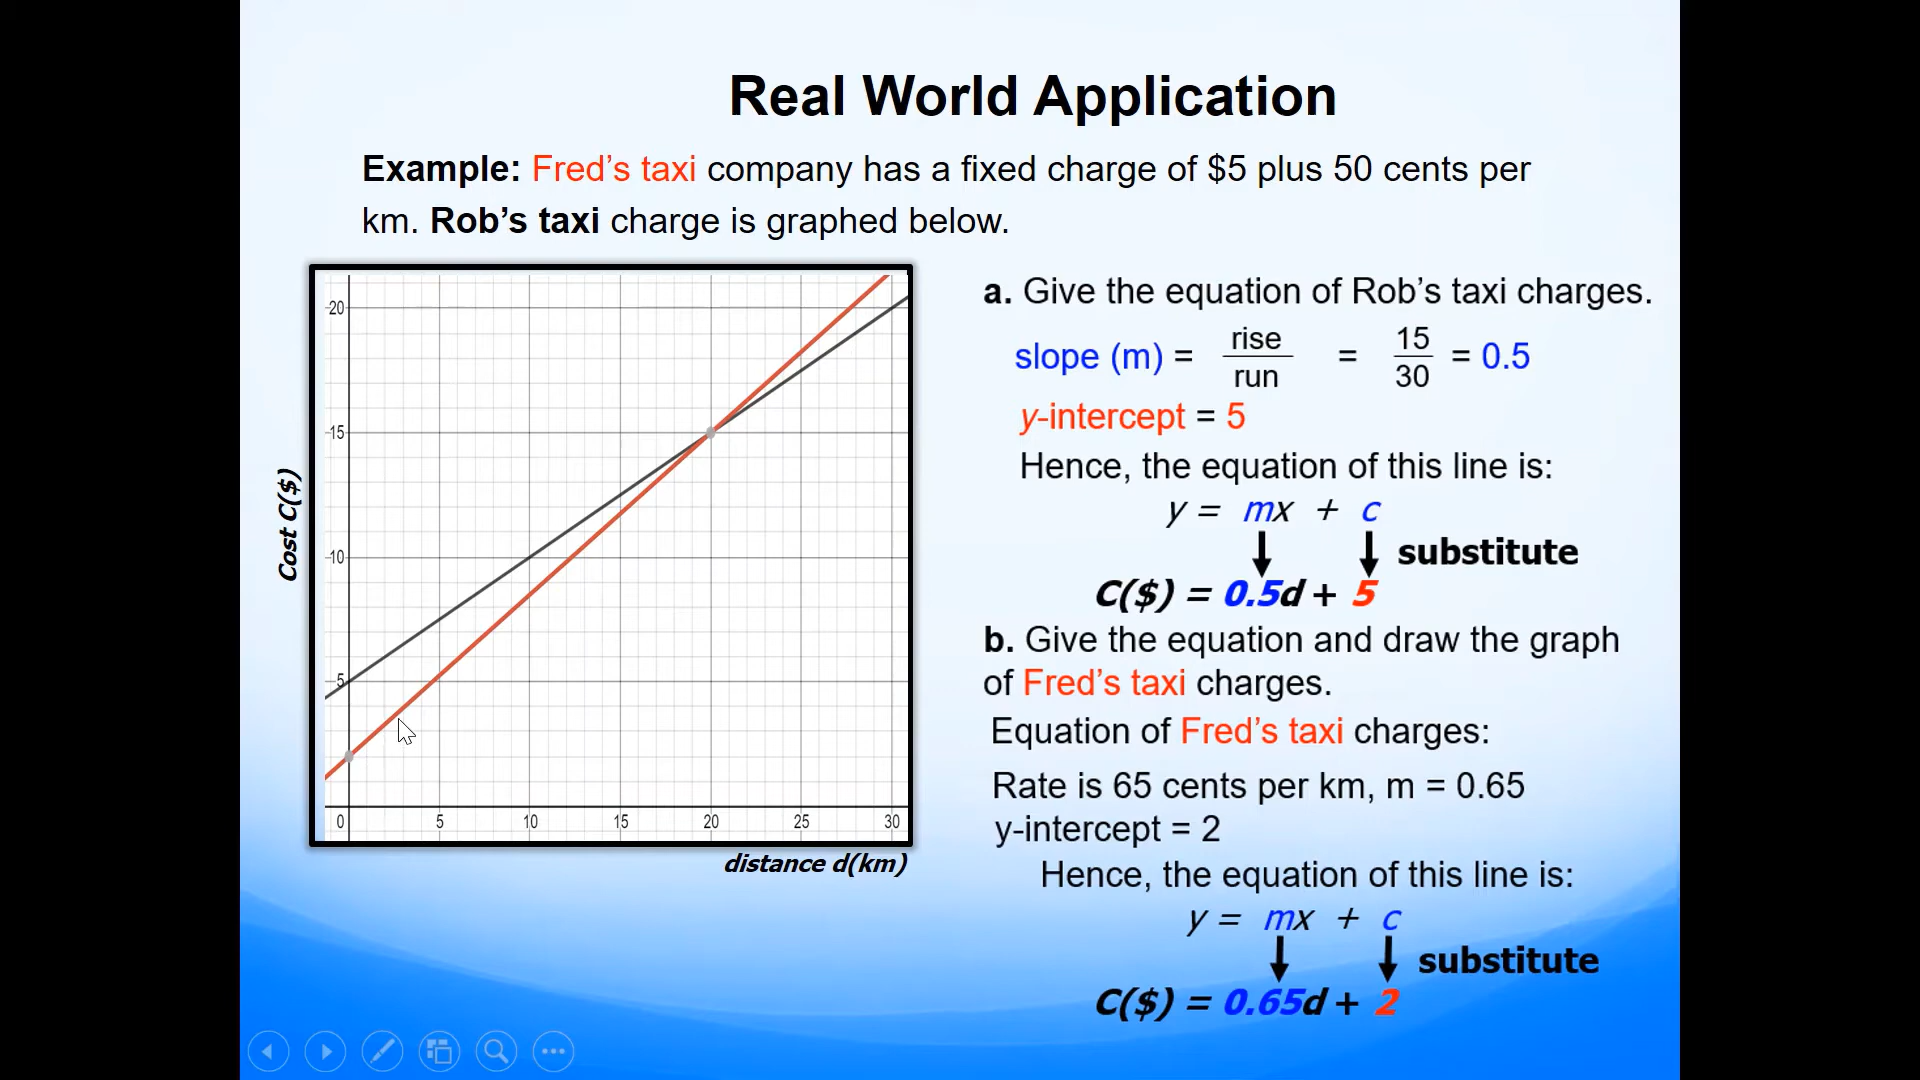 Real World Application
Example: Fred’s taxi company has a fixed charge of $5 plus 50 cents per
km. Rob’s taxi charge is graphed below.
20
15
10
5
0 5 10 15 20 25 30
Cost C($)
distance d(km)
a. Give the equation of Rob’s taxi charges.
slope (m) = rise/run = 15/30 = 0.5
y-intercept = 5
Hence, the equation of this line is:
y = mx + c
substitute
C($) = 0.5d + 5
b. Give the equation and draw the graph
of Fred’s taxi charges.
Equation of Fred’s taxi charges:
Rate is 65 cents per km, m = 0.65
y-intercept = 2
Hence, the equation of this line is:
y = mx + c
substitute
C($) = 0.65d + 2